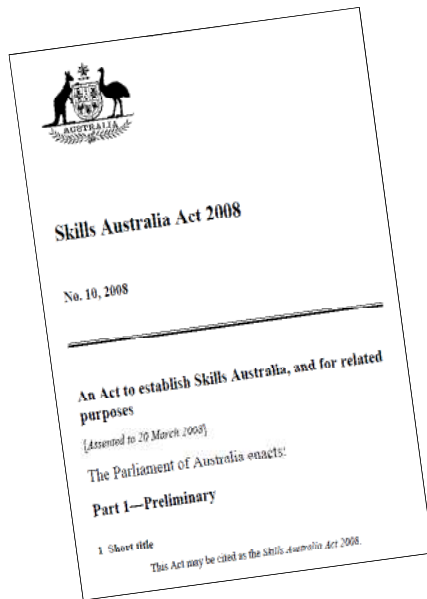 AUSTRALIA
Skills Australia Act 2008
No. 10, 2008
An Act to establish Skills Australia, and for related
purposes
[Assented to 20 March 2008]
The Parliament of Australia enacts:
Part 1—Preliminary
1 Short title
This Act may be cited as the Skills Australia Act 2008.